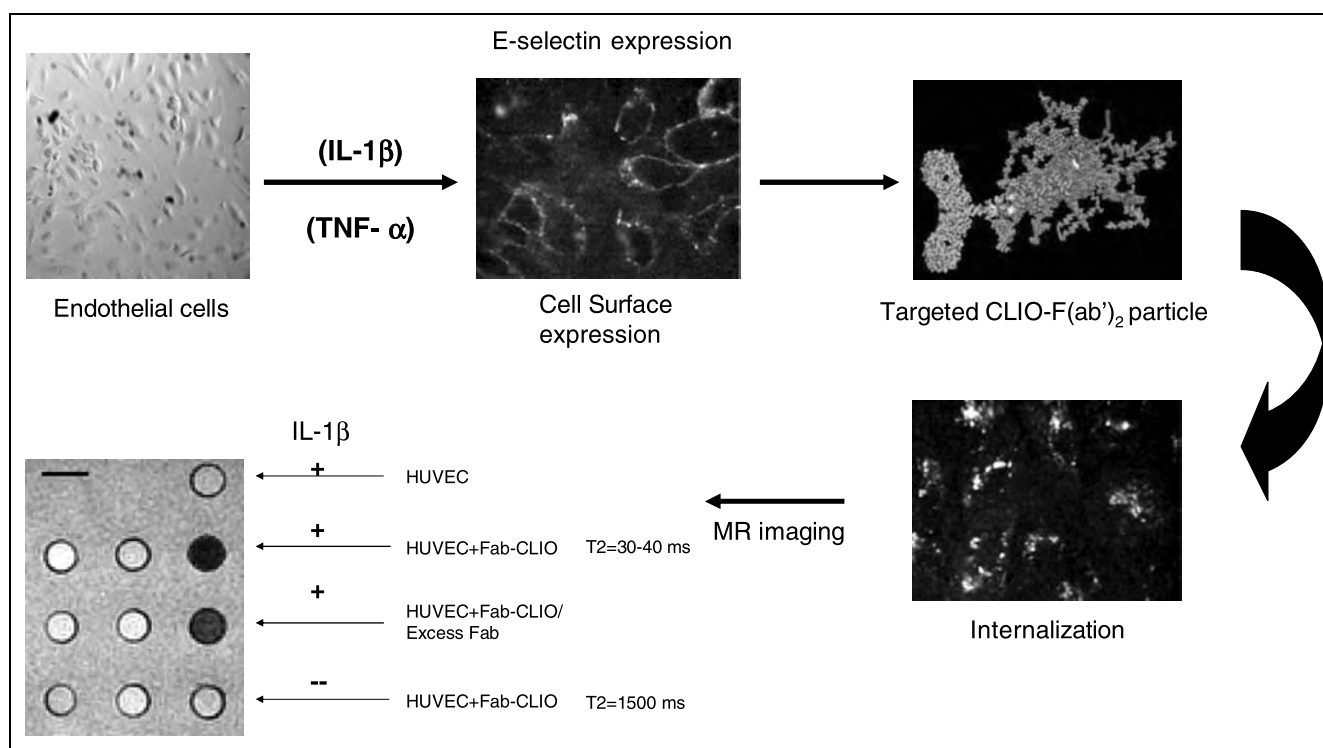 E-selectin expression
(IL-1β)
(TNF- α)
Endothelial cells
Cell Surface
expression
Targeted CLIO-F(ab')₂ particle
Internalization
MR imaging
IL-1β
+
HUVEC
+
HUVEC+Fab-CLIO T2=30-40 ms
+
HUVEC+Fab-CLIO/
Excess Fab
--
HUVEC+Fab-CLIO T2=1500 ms